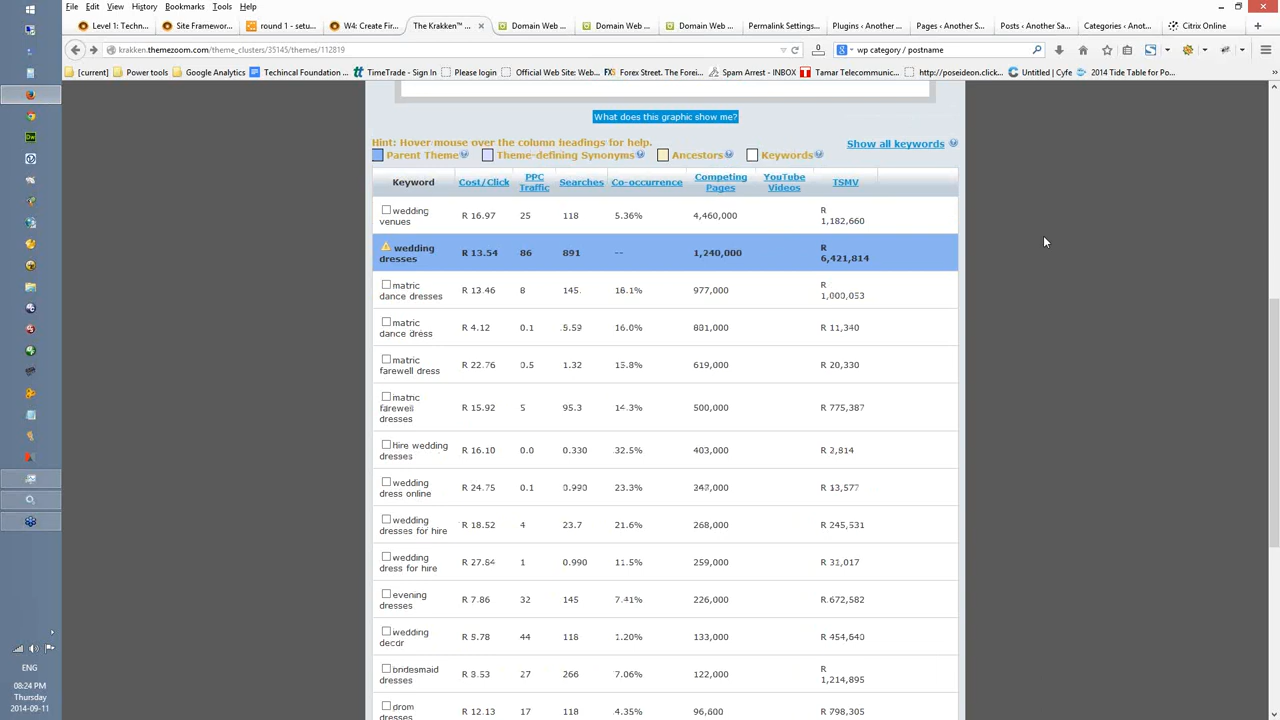 File Edit View History Bookmarks Tools Help
Level 1: Techn... Site Framewor... round 1 - setu... W4: Create Fir... The Krakken™ ... Domain Web ... Domain Web ... Domain Web ... Permalink Settings... Plugins ‹ Another ... Pages ‹ Another S... Posts ‹ Another Sa... Categories ‹ Anot... Citrix Online
krakken.themezoom.com/theme_clusters/35145/themes/112819 wp category / postname
[current] Power tools Google Analytics Techincal Foundation ... TimeTrade - Sign In Please login Official Web Site: Web... Forex Street. The Forei... Spam Arrest - INBOX Tamar Telecommunic... http://poseidon.click... Untitled | Cyfe 2014 Tide Table for Po...
What does this graphic show me?
Hint: Hover mouse over the column headings for help.
Show all keywords
Parent Theme Theme-defining Synonyms Ancestors Keywords
Keyword Cost/Click PPC Traffic Searches Co-occurrence Competing Pages YouTube Videos TSMV
wedding venues R 16.97 25 118 5.36% 4,460,000 R 1,182,660
wedding dresses R 13.54 86 891 -- 1,240,000 R 6,421,814
matric dance dresses R 13.46 8 145 18.1% 977,000 R 1,000,053
matric dance dress R 4.12 0.1 5.59 16.0% 831,000 R 11,340
matric farewell dress R 22.76 0.5 1.32 15.8% 619,000 R 20,330
matric farewell dresses R 15.92 5 95.3 14.3% 500,000 R 775,387
hire wedding dresses R 16.10 0.0 0.330 32.5% 403,000 R 2,814
wedding dress online R 24.75 0.1 0.990 23.3% R 13,577
wedding dresses for hire R 18.52 4 23.7 21.6% 268,000 R 245,531
wedding dress for hire R 27.84 1 0.990 11.5% 259,000 R 31,017
evening dresses R 7.86 32 145 7.41% 226,000 R 672,582
wedding decor R 8.78 44 118 1.20% 133,000 R 454,640
bridesmaid dresses R 8.53 27 266 7.06% 122,000 R 1,214,895
prom dresses R 12.13 17 118 4.35% 96,600 R 798,305
ENG
08:24 PM
Thursday
2014-09-11